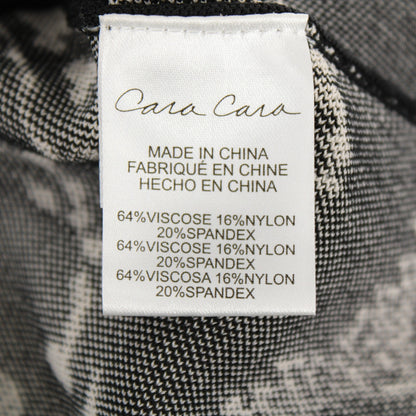 Cara Cara
MADE IN CHINA
FABRIQUÉ EN CHINE
HECHO EN CHINA
64%VISCOSE 16%NYLON
20%SPANDEX
64%VISCOSE 16%NYLON
20%SPANDEX
64%VISCOSA 16%NYLON
20%SPANDEX